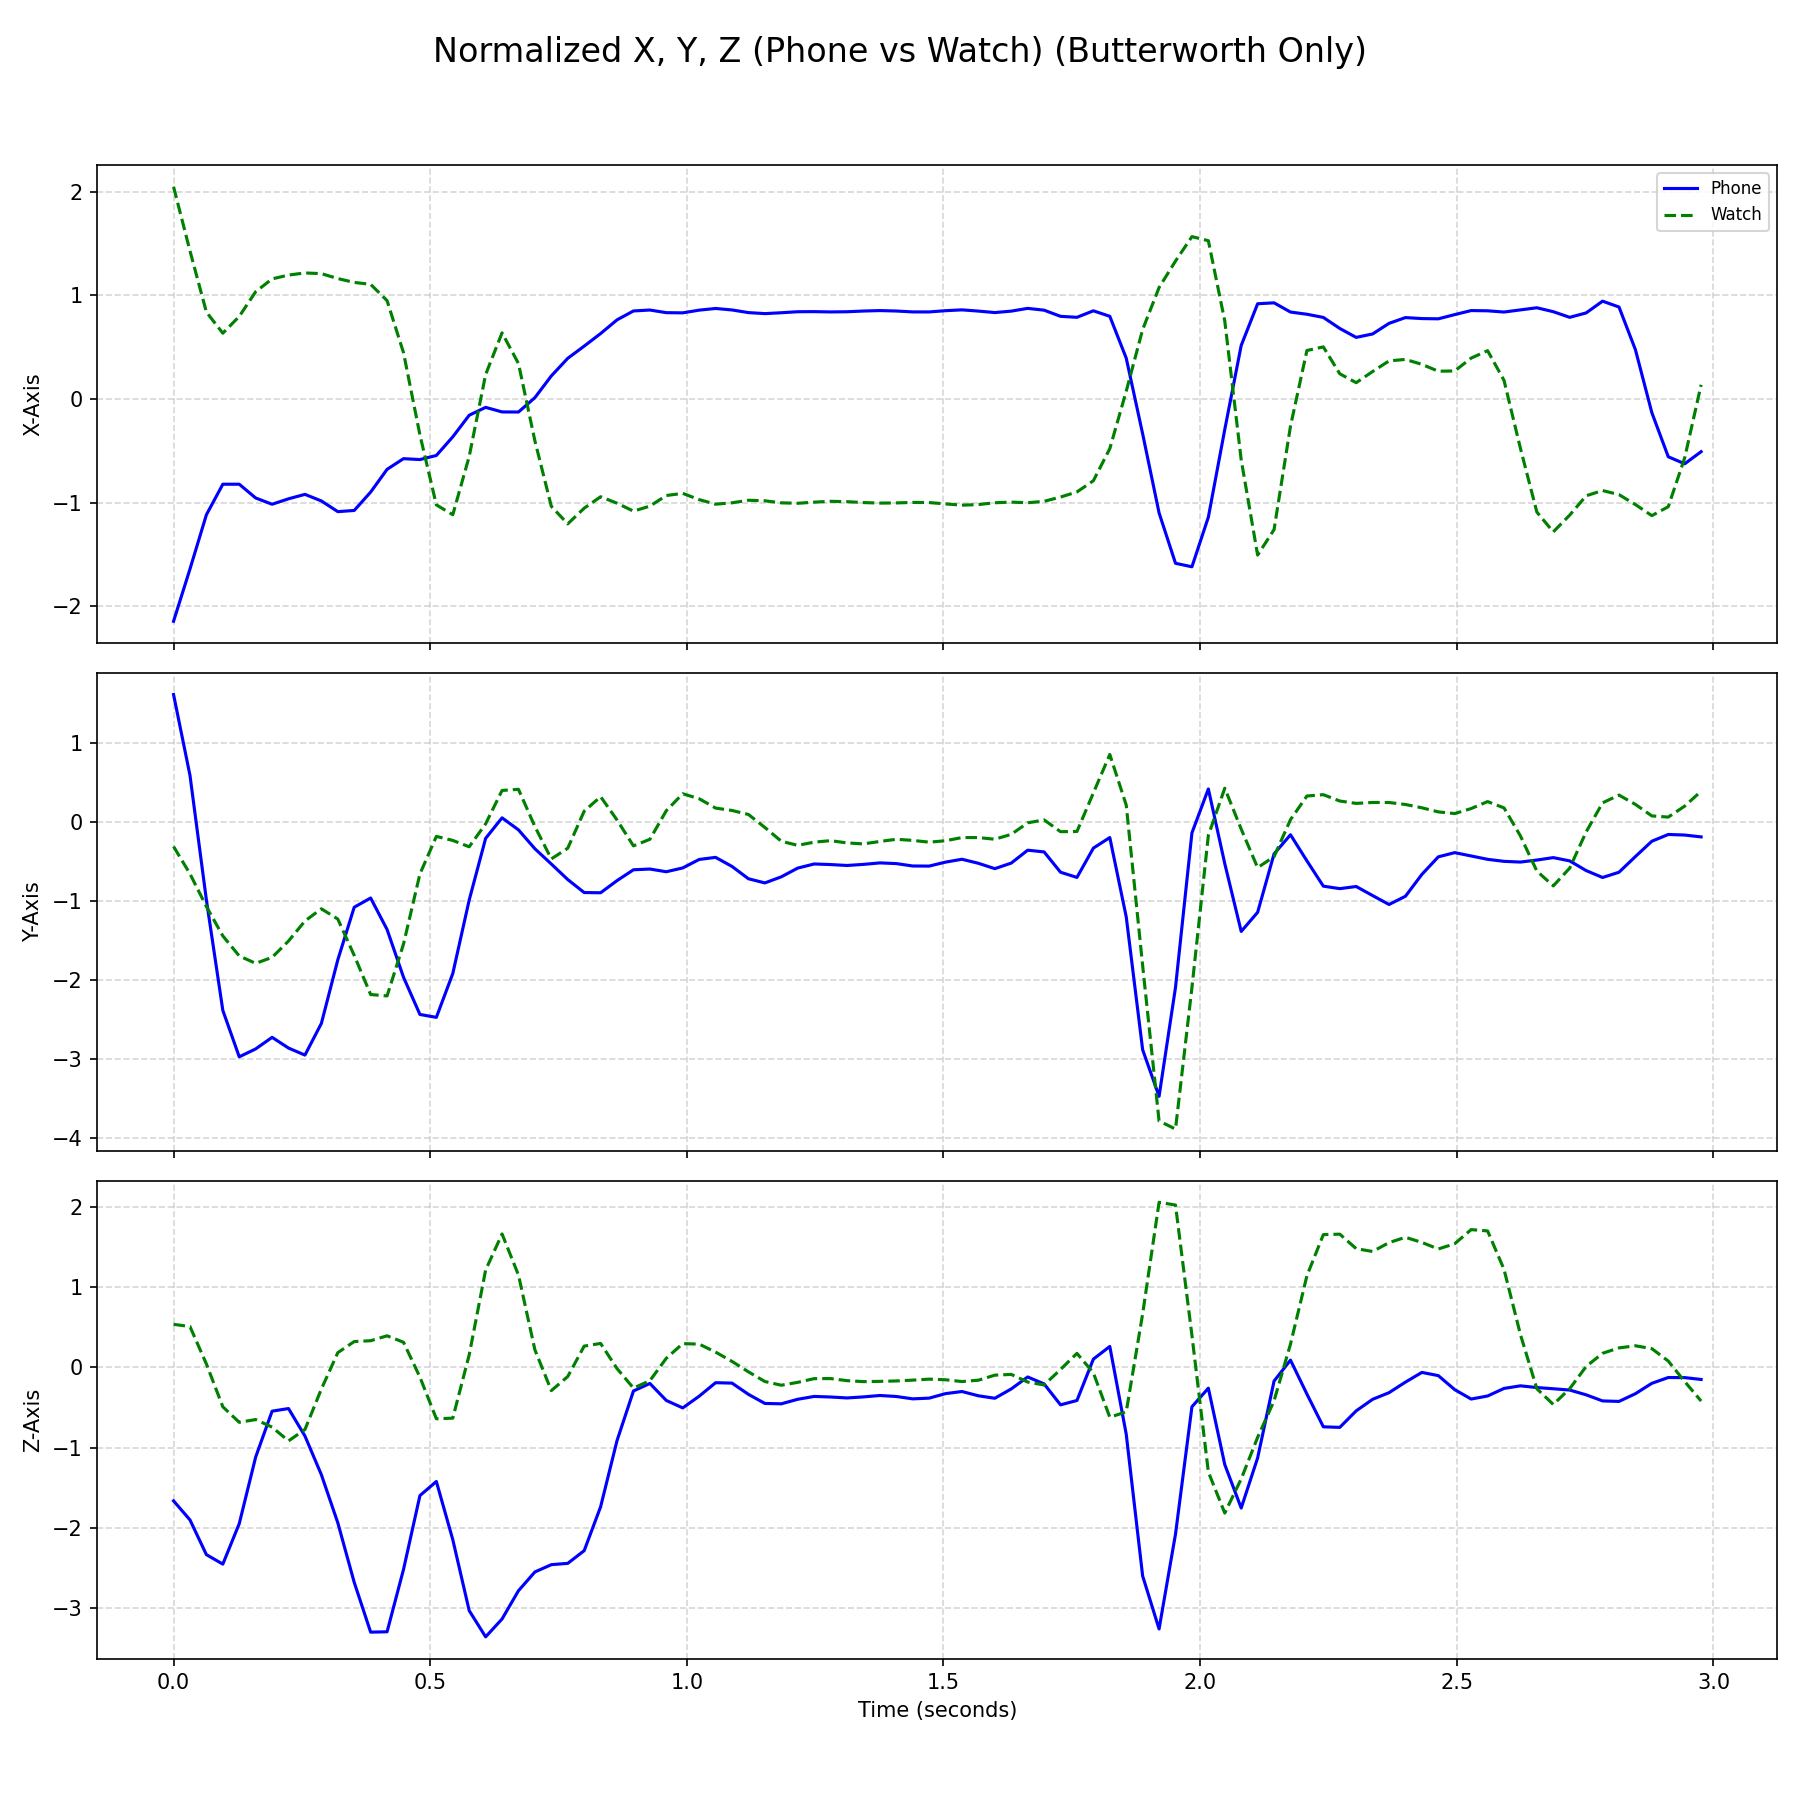 Normalized X, Y, Z (Phone vs Watch) (Butterworth Only)
Phone
Watch
2
1
0
−1
−2
X-Axis
1
0
−1
−2
−3
−4
Y-Axis
2
1
0
−1
−2
−3
Z-Axis
0.0 0.5 1.0 1.5 2.0 2.5 3.0
Time (seconds)